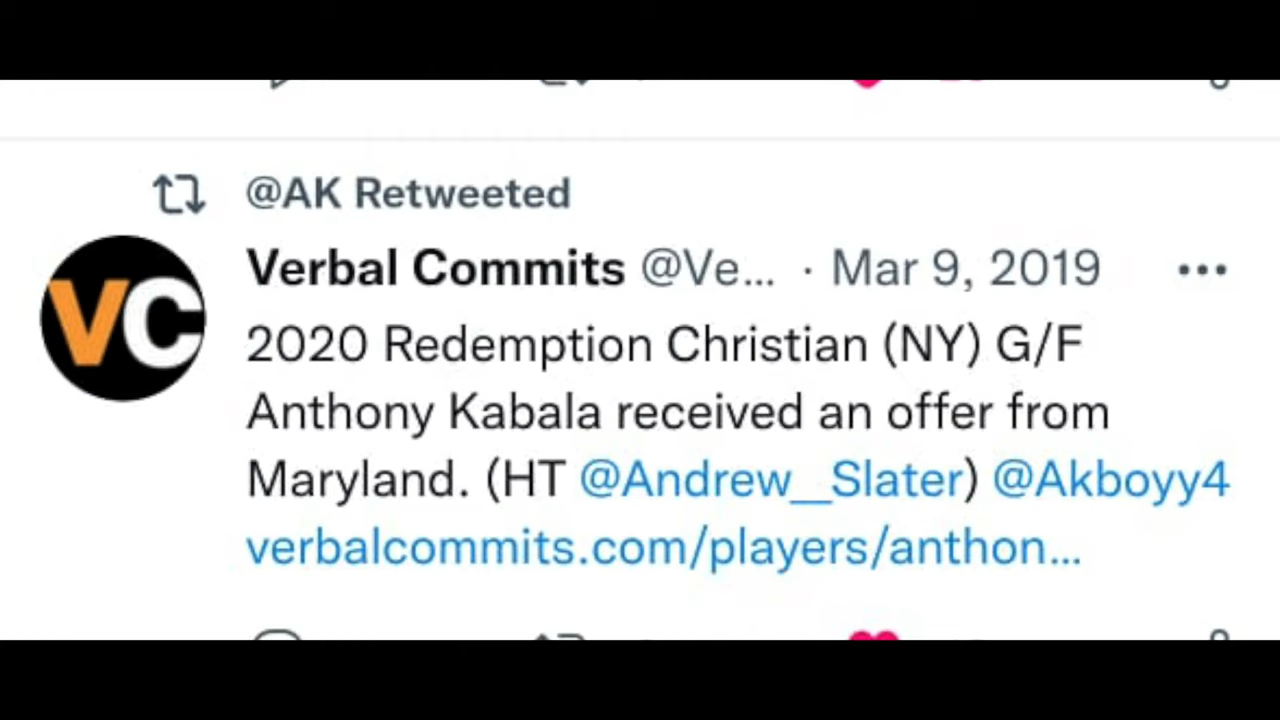 @AK Retweeted
Verbal Commits @Ve... · Mar 9, 2019
VC
2020 Redemption Christian (NY) G/F
Anthony Kabala received an offer from
Maryland. (HT @Andrew__Slater) @Akboyy4
verbalcommits.com/players/anthon...